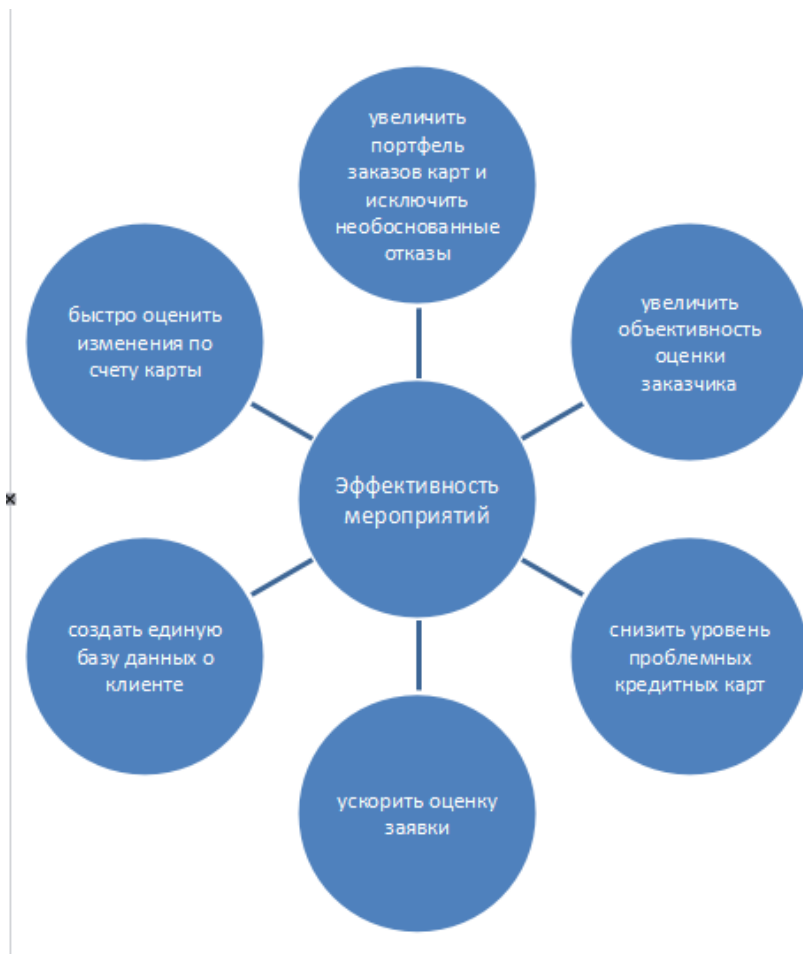 увеличить
портфель
заказов карт и
исключить
необоснованные
отказы
увеличить
объективность
оценки
заказчика
снизить уровень
проблемных
кредитных карт
ускорить оценку
заявки
создать единую
базу данных о
клиенте
быстро оценить
изменения по
счету карты
Эффективность
мероприятий